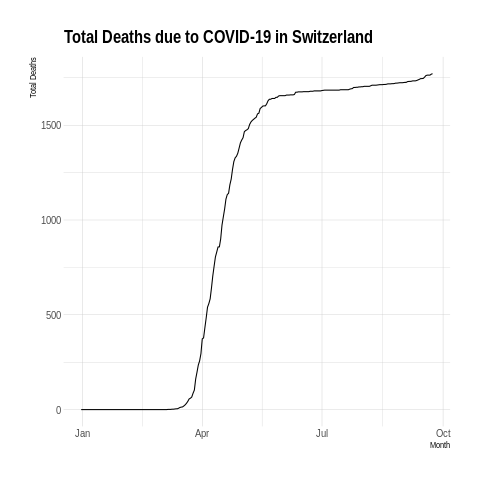 Total Deaths due to COVID-19 in Switzerland
Total Deaths
1500
1000
500
0
Jan Apr Jul Oct
Month